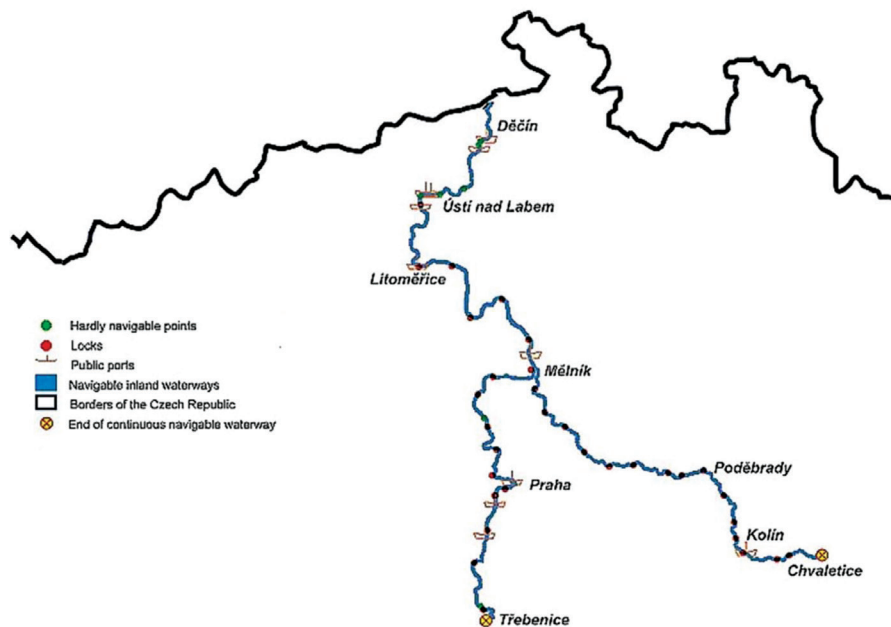 Děčín
Ústí nad Labem
Litoměřice
Hardly navigable points
Locks
Public ports
Navigable inland waterways
Borders of the Czech Republic
End of continuous navigable waterway
Mělník
Poděbrady
Praha
Kolín
Chvaletice
Třebenice